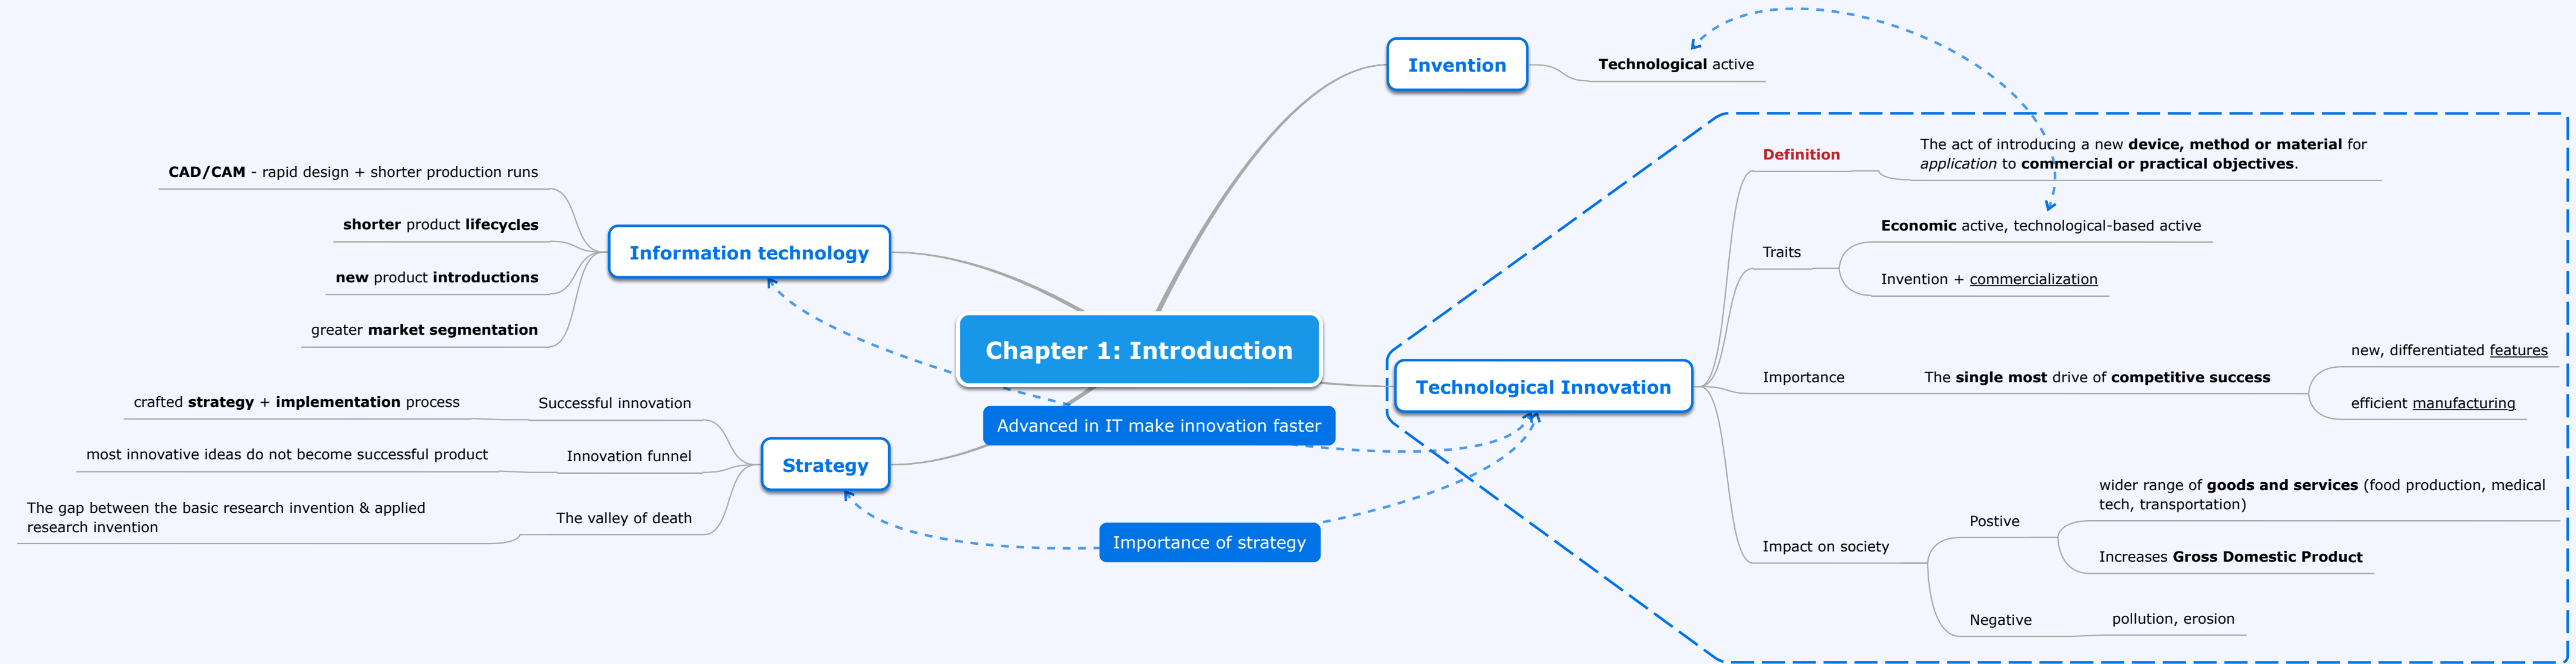 Chapter 1: Introduction
Invention
Technological active
Technological Innovation
Definition
The act of introducing a new device, method or material for
application to commercial or practical objectives.
Traits
Economic active, technological-based active
Invention + commercialization
Importance
The single most drive of competitive success
new, differentiated features
efficient manufacturing
Impact on society
Postive
wider range of goods and services (food production, medical
tech, transportation)
Increases Gross Domestic Product
Negative
pollution, erosion
Information technology
CAD/CAM - rapid design + shorter production runs
shorter product lifecycles
new product introductions
greater market segmentation
Strategy
Successful innovation
crafted strategy + implementation process
Innovation funnel
most innovative ideas do not become successful product
The valley of death
The gap between the basic research invention & applied
research invention
Advanced in IT make innovation faster
Importance of strategy